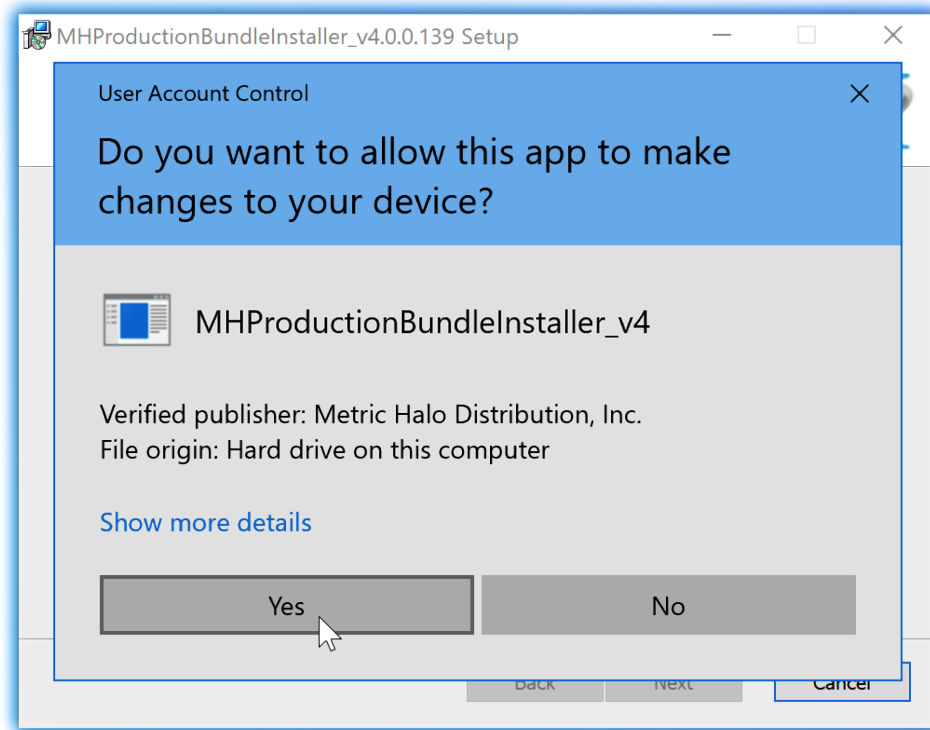 MHProductionBundleInstaller_v4.0.0.139 Setup
User Account Control
Do you want to allow this app to make
changes to your device?
MHProductionBundleInstaller_v4
Verified publisher: Metric Halo Distribution, Inc.
File origin: Hard drive on this computer
Show more details
Yes No
Back Next Cancel